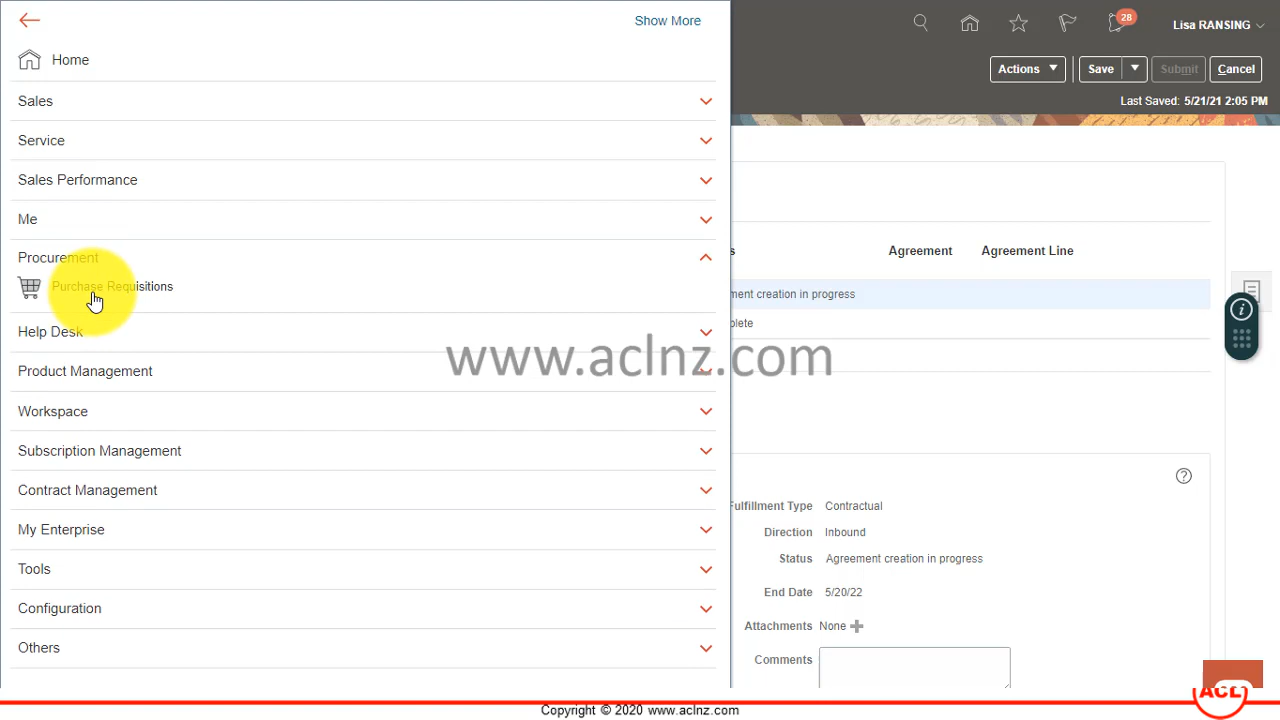 Show More
28
Lisa RANSING
Home
Actions
Save
Submit
Cancel
Last Saved: 5/21/21 2:05 PM
Sales
Service
Sales Performance
Me
Procurement
Purchase Requisitions
Agreement
Agreement Line
ment creation in progress
plete
Help Desk
www.aclnz.com
Product Management
Workspace
Subscription Management
Contract Management
My Enterprise
Tools
Configuration
Others
Fulfillment Type Contractual
Direction Inbound
Status Agreement creation in progress
End Date 5/20/22
Attachments None
Comments
ACL
Copyright © 2020 www.aclnz.com